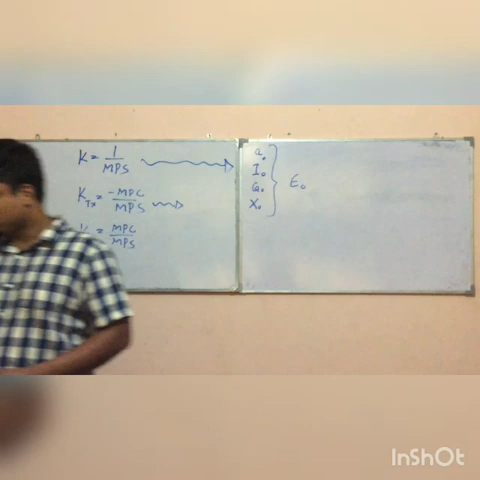 K = 1/MPS
K_Tx = -MPC/MPS
= MPC/MPS
a₀
I₀
G₀
X₀
E₀
InShOt